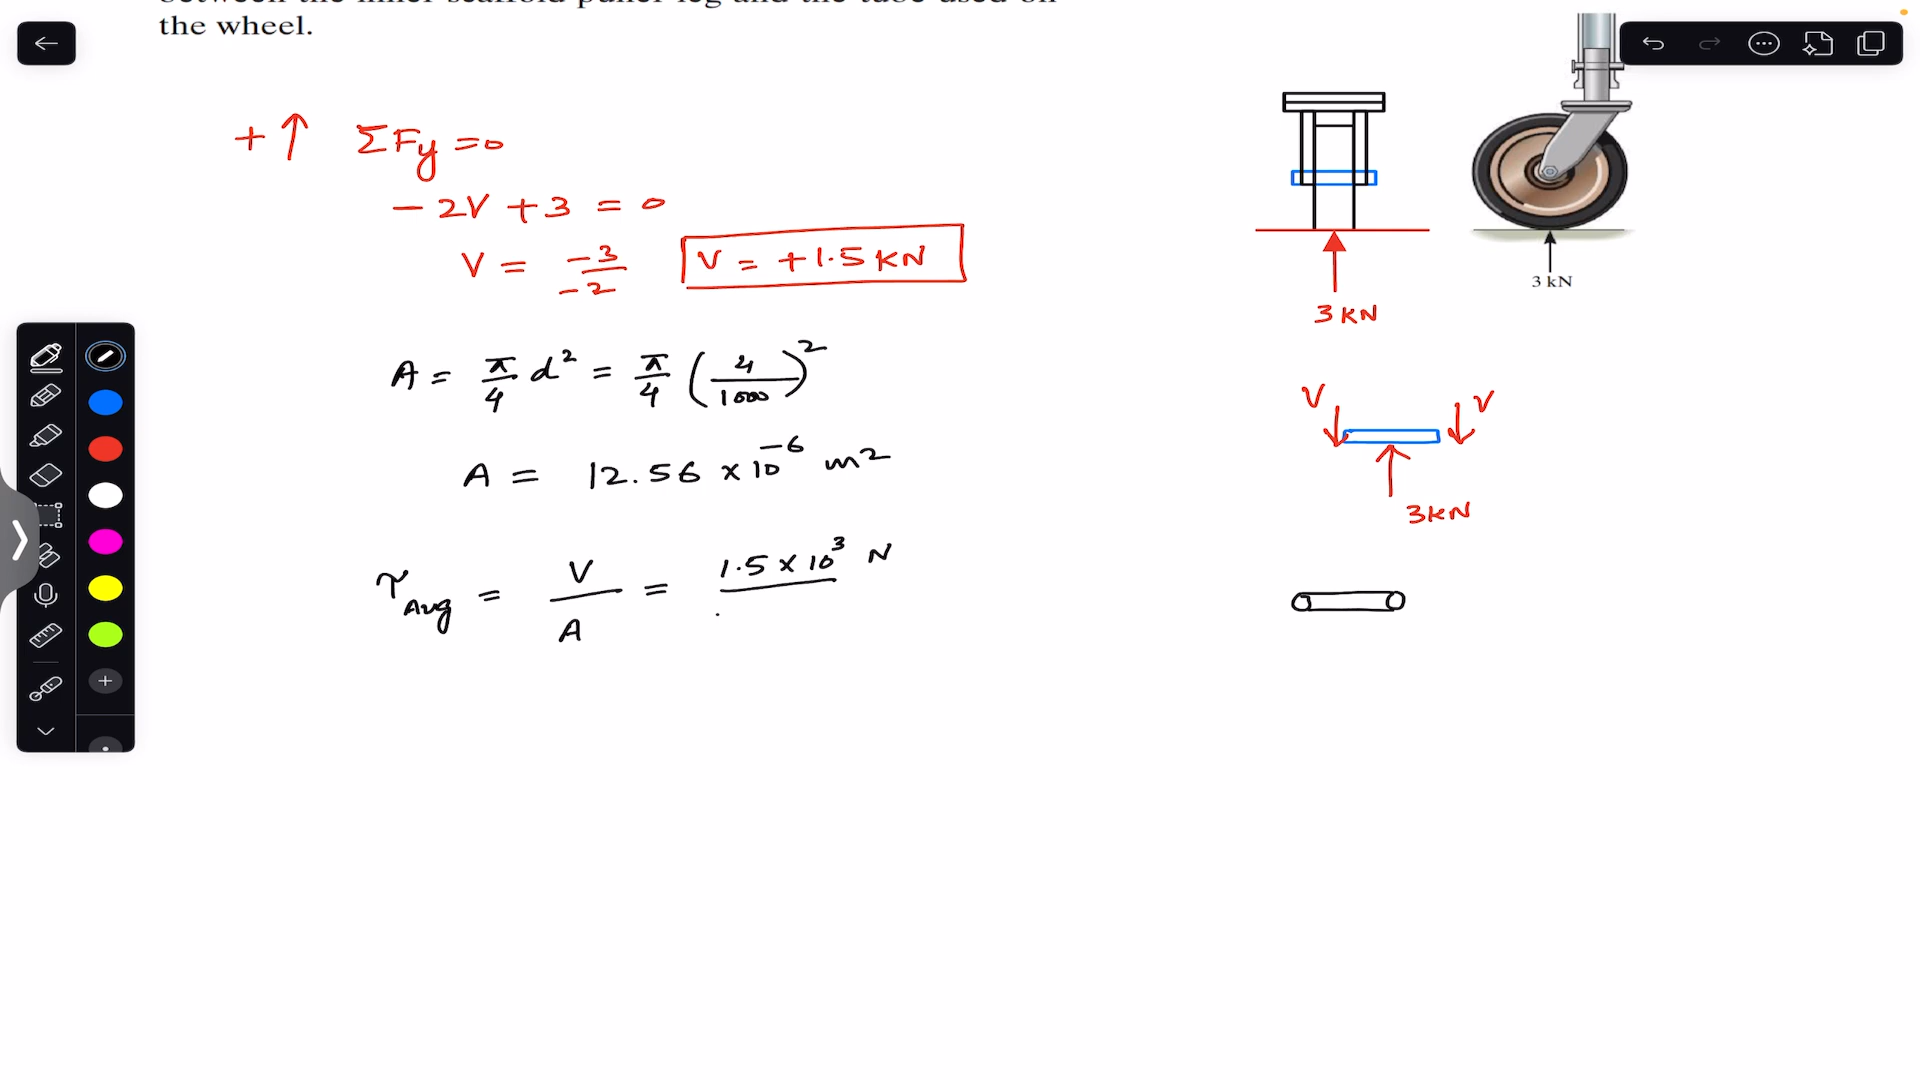 the wheel.
+ ↑ ΣFy = 0
- 2V + 3 = 0
V = -3/-2 V = +1.5 KN
A = π/4 d² = π/4 (4/1000)²
A = 12.56 × 10⁻⁶ m²
τAvg = V/A = 1.5 × 10³ N
3 KN
3 kN
V V
3KN